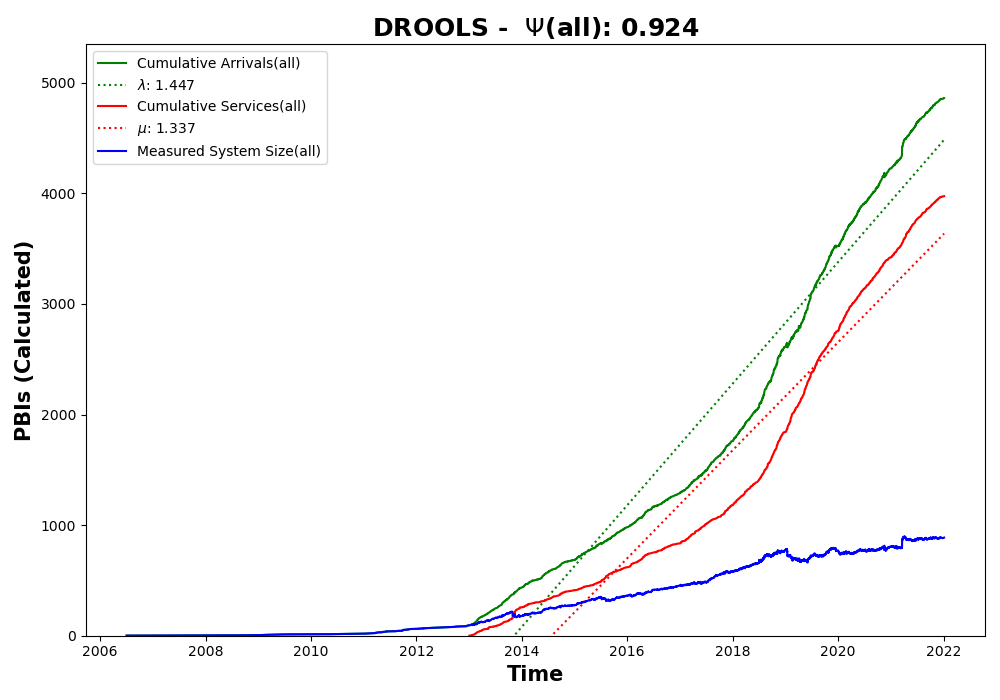 DROOLS - Ψ(all): 0.924
Cumulative Arrivals(all)
λ: 1.447
Cumulative Services(all)
μ: 1.337
Measured System Size(all)
PBIs (Calculated)
5000
4000
3000
2000
1000
0
2006 2008 2010 2012 2014 2016 2018 2020 2022
Time